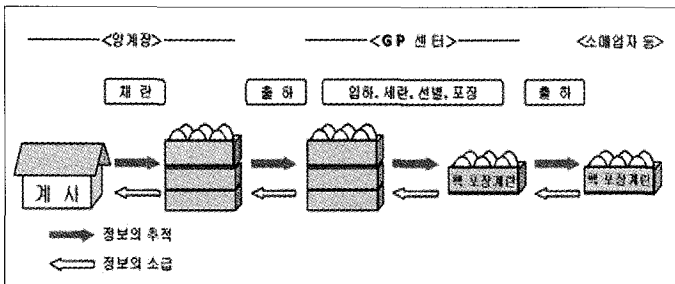 <양계장> <GP 센터> <소매업자 등>
채 란 출 하 입하, 세란, 선별, 포장 출 하
계 사 팩 포장계란 팩 포장계란
정보의 추적
정보의 소급